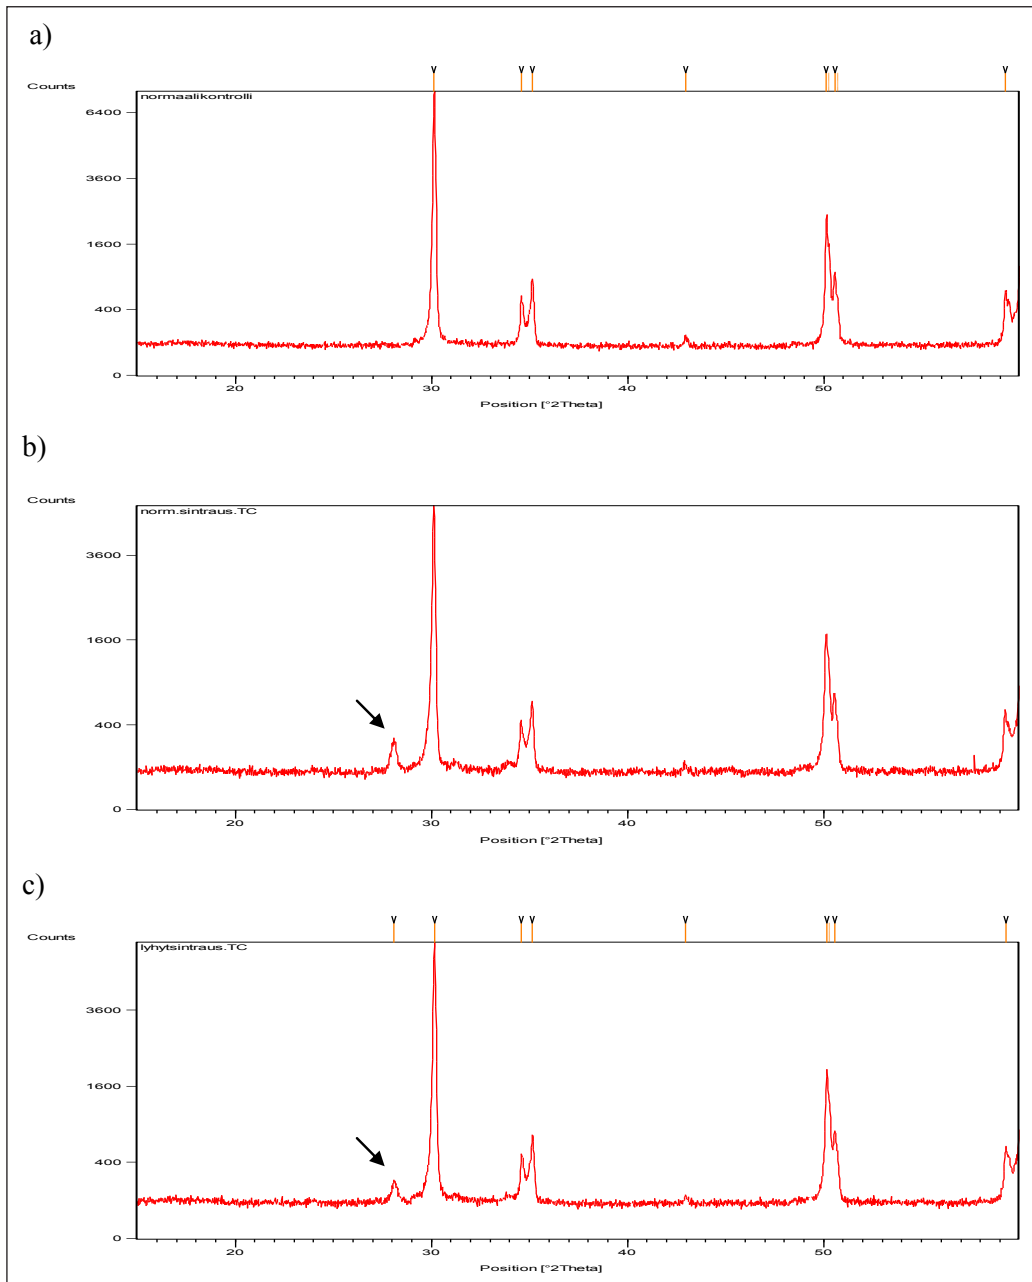 a)
Counts
normaalikontrolli
6400
3600
1600
400
0
20 30 40 50
Position [°2Theta]
b)
Counts
norm.sintraus.TC
3600
1600
400
0
20 30 40 50
Position [°2Theta]
c)
Counts
lyhytsintraus.TC
3600
1600
400
0
20 30 40 50
Position [°2Theta]